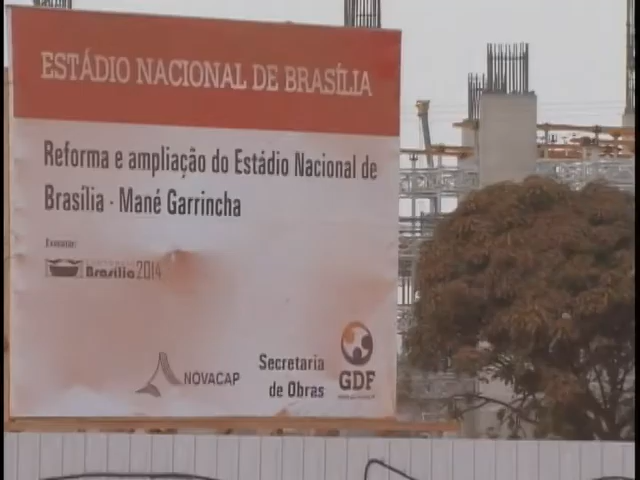 ESTÁDIO NACIONAL DE BRASÍLIA
Reforma e ampliação do Estádio Nacional de
Brasília - Mané Garrincha
Brasília 2014
NOVACAP
Secretaria
de Obras
GDF